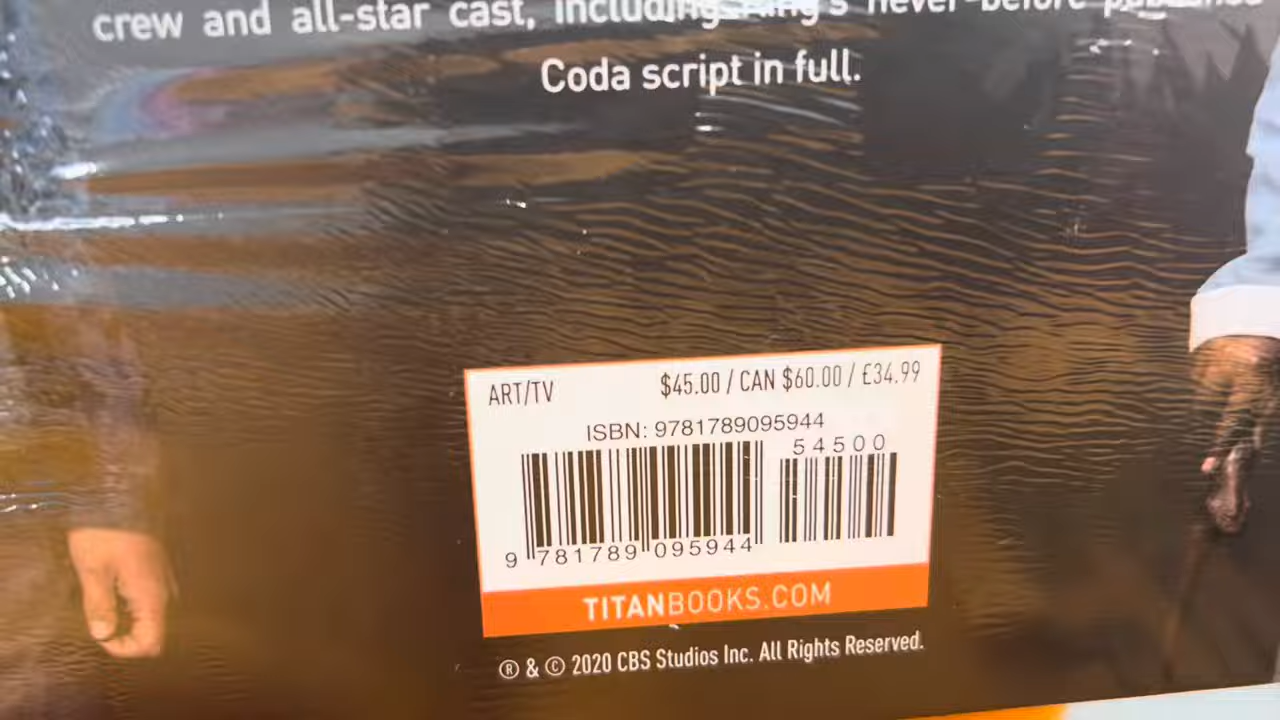 crew and all-star cast, including King's never-before published
Coda script in full.
ART/TV $45.00 / CAN $60.00 / £34.99
ISBN: 9781789095944
54500
9 781789 095944
TITANBOOKS.COM
® & © 2020 CBS Studios Inc. All Rights Reserved.